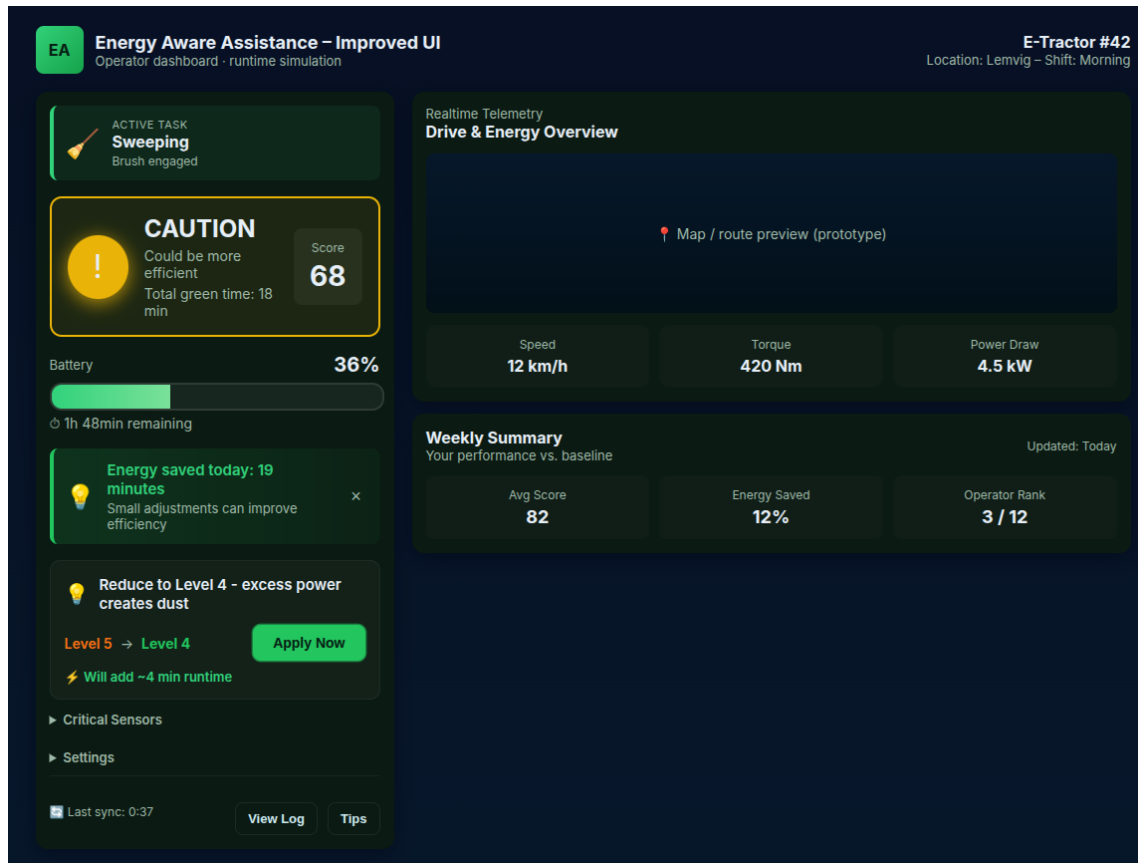 EA
Energy Aware Assistance – Improved UI
Operator dashboard · runtime simulation
E-Tractor #42
Location: Lemvig – Shift: Morning
ACTIVE TASK
Sweeping
Brush engaged
!
CAUTION
Could be more
efficient
Total green time: 18
min
Score
68
Battery
36%
⏱ 1h 48min remaining
Energy saved today: 19
minutes
Small adjustments can improve
efficiency
×
Reduce to Level 4 - excess power
creates dust
Level 5 → Level 4
Apply Now
⚡ Will add ~4 min runtime
▶ Critical Sensors
▶ Settings
🔄 Last sync: 0:37
View Log
Tips
Realtime Telemetry
Drive & Energy Overview
📍 Map / route preview (prototype)
Speed
12 km/h
Torque
420 Nm
Power Draw
4.5 kW
Weekly Summary
Your performance vs. baseline
Updated: Today
Avg Score
82
Energy Saved
12%
Operator Rank
3 / 12